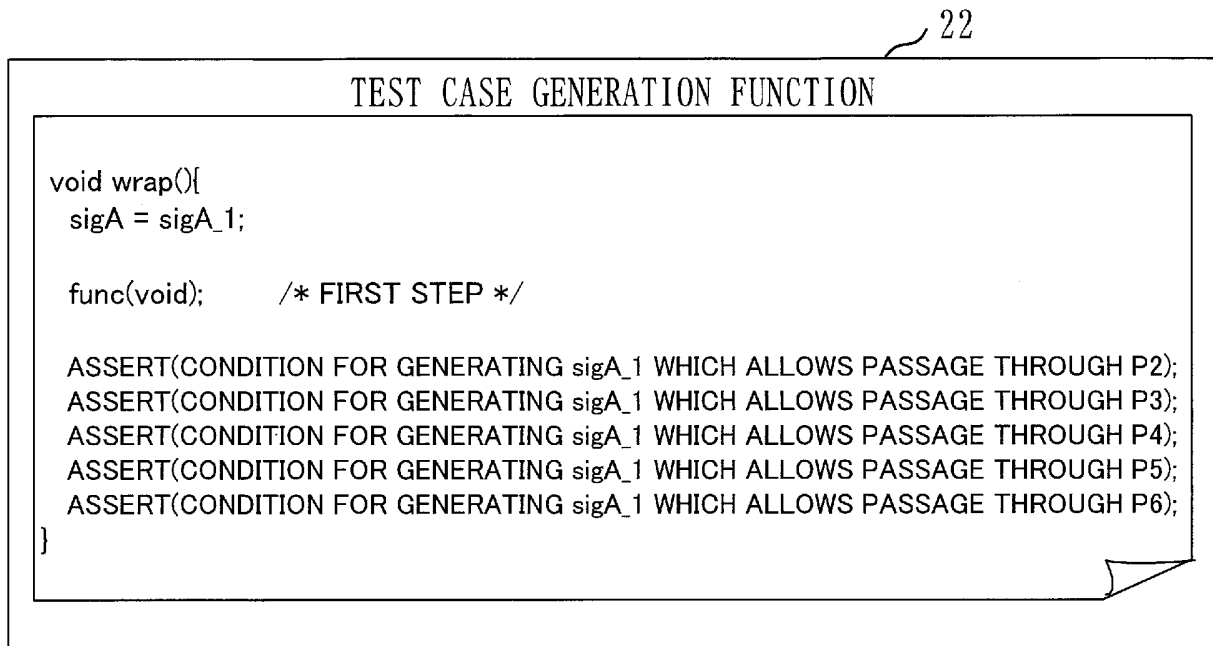 22
TEST CASE GENERATION FUNCTION
void wrap(){
sigA = sigA_1;
func(void); /* FIRST STEP */
ASSERT(CONDITION FOR GENERATING sigA_1 WHICH ALLOWS PASSAGE THROUGH P2);
ASSERT(CONDITION FOR GENERATING sigA_1 WHICH ALLOWS PASSAGE THROUGH P3);
ASSERT(CONDITION FOR GENERATING sigA_1 WHICH ALLOWS PASSAGE THROUGH P4);
ASSERT(CONDITION FOR GENERATING sigA_1 WHICH ALLOWS PASSAGE THROUGH P5);
ASSERT(CONDITION FOR GENERATING sigA_1 WHICH ALLOWS PASSAGE THROUGH P6);
}